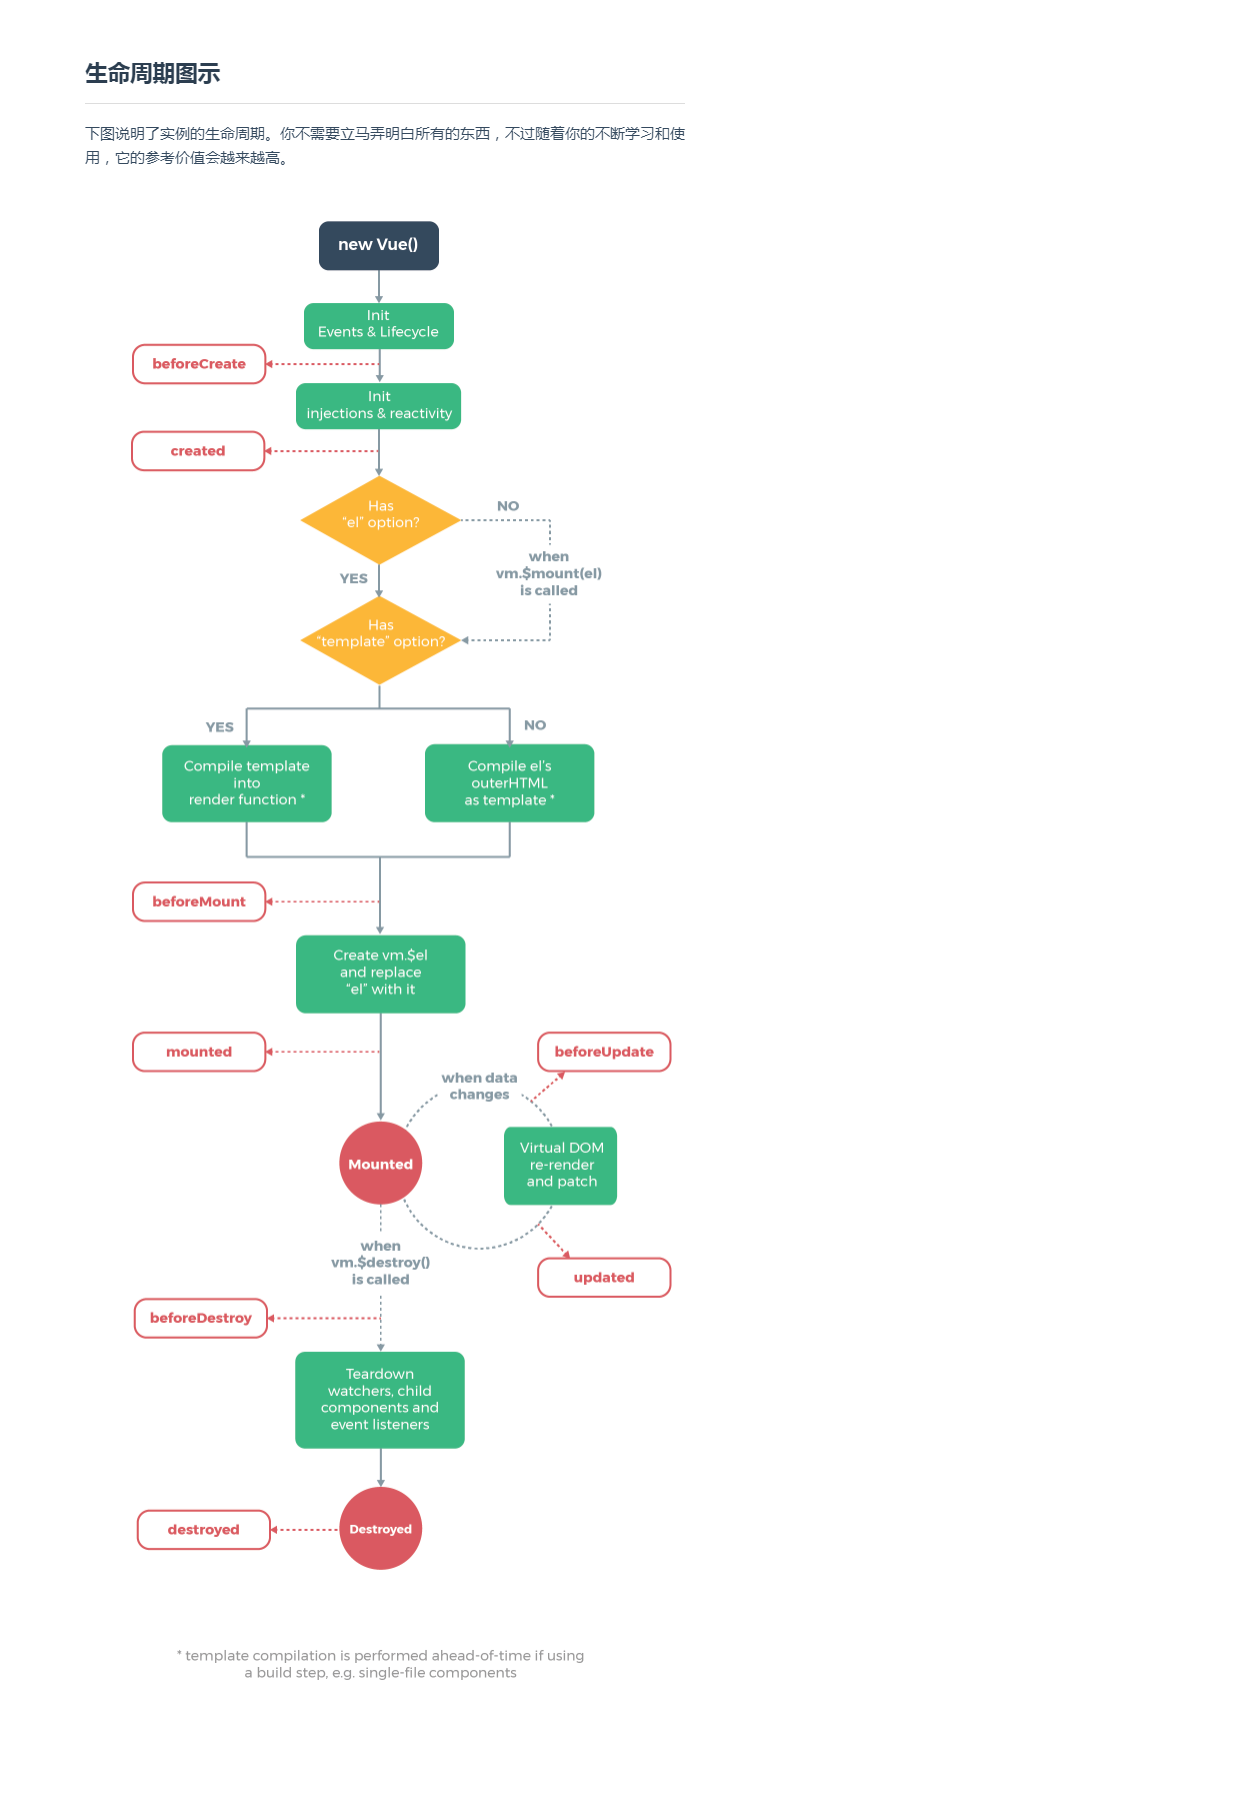 生命周期图示
下图说明了实例的生命周期。你不需要立马弄明白所有的东西，不过随着你的不断学习和使
用，它的参考价值会越来越高。
new Vue()
Init
Events & Lifecycle
beforeCreate
Init
injections & reactivity
created
Has
“el” option?
NO
when
vm.$mount(el)
is called
YES
Has
“template” option?
YES
NO
Compile template
into
render function *
Compile el’s
outerHTML
as template *
beforeMount
Create vm.$el
and replace
“el” with it
mounted
beforeUpdate
when data
changes
Mounted
Virtual DOM
re-render
and patch
when
vm.$destroy()
is called
updated
beforeDestroy
Teardown
watchers, child
components and
event listeners
destroyed
Destroyed
* template compilation is performed ahead-of-time if using
a build step, e.g. single-file components